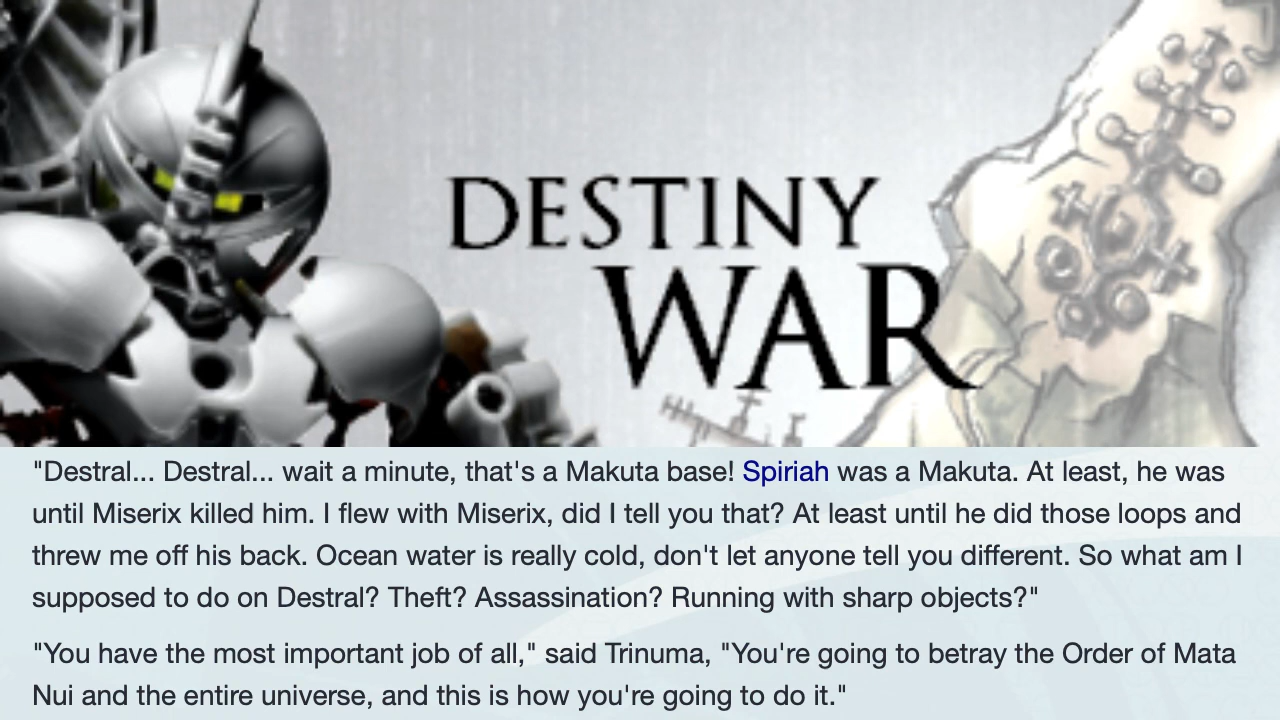 DESTINY
WAR
"Destral... Destral... wait a minute, that's a Makuta base! Spiriah was a Makuta. At least, he was
until Miserix killed him. I flew with Miserix, did I tell you that? At least until he did those loops and
threw me off his back. Ocean water is really cold, don't let anyone tell you different. So what am I
supposed to do on Destral? Theft? Assassination? Running with sharp objects?"
"You have the most important job of all," said Trinuma, "You're going to betray the Order of Mata
Nui and the entire universe, and this is how you're going to do it."